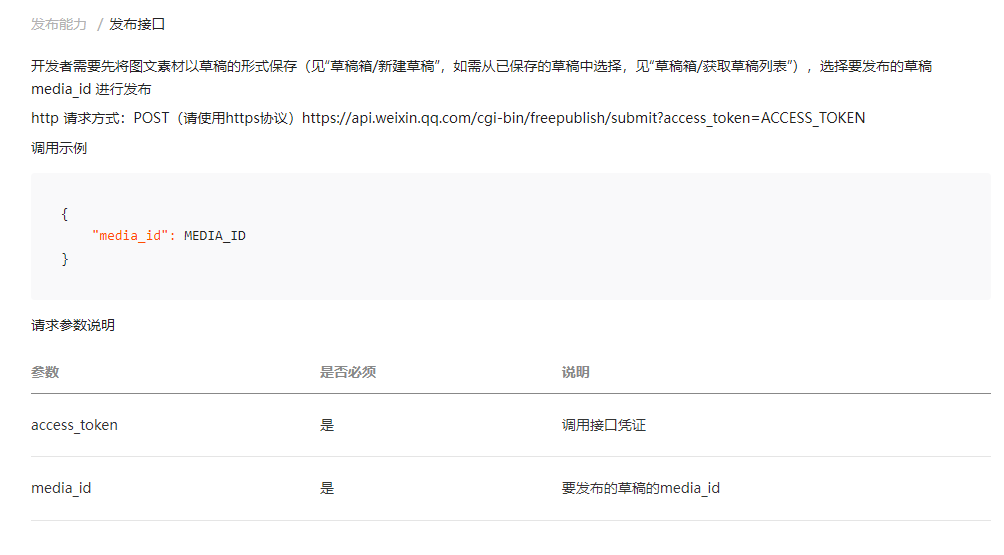 发布能力 / 发布接口
开发者需要先将图文素材以草稿的形式保存（见“草稿箱/新建草稿”，如需从已保存的草稿中选择，见“草稿箱/获取草稿列表”），选择要发布的草稿
media_id 进行发布
http 请求方式：POST（请使用https协议）https://api.weixin.qq.com/cgi-bin/freepublish/submit?access_token=ACCESS_TOKEN
调用示例
{
"media_id": MEDIA_ID
}
请求参数说明
参数 是否必须 说明
access_token 是 调用接口凭证
media_id 是 要发布的草稿的media_id